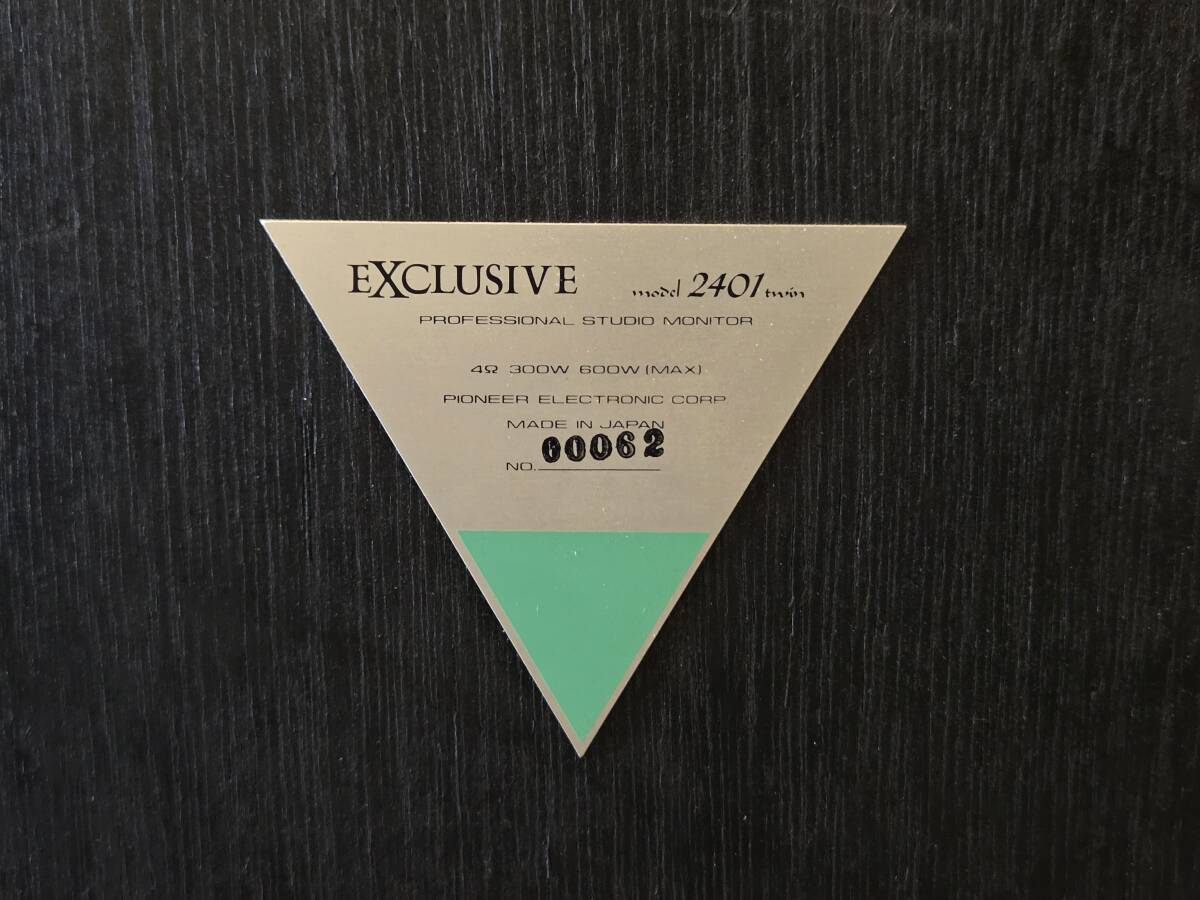 EXCLUSIVE model 2401 twin
PROFESSIONAL STUDIO MONITOR
4Ω 300W 600W (MAX)
PIONEER ELECTRONIC CORP
MADE IN JAPAN
NO. 00062